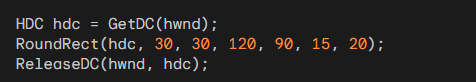 HDC hdc = GetDC(hwnd);
RoundRect(hdc, 30, 30, 120, 90, 15, 20);
ReleaseDC(hwnd, hdc);